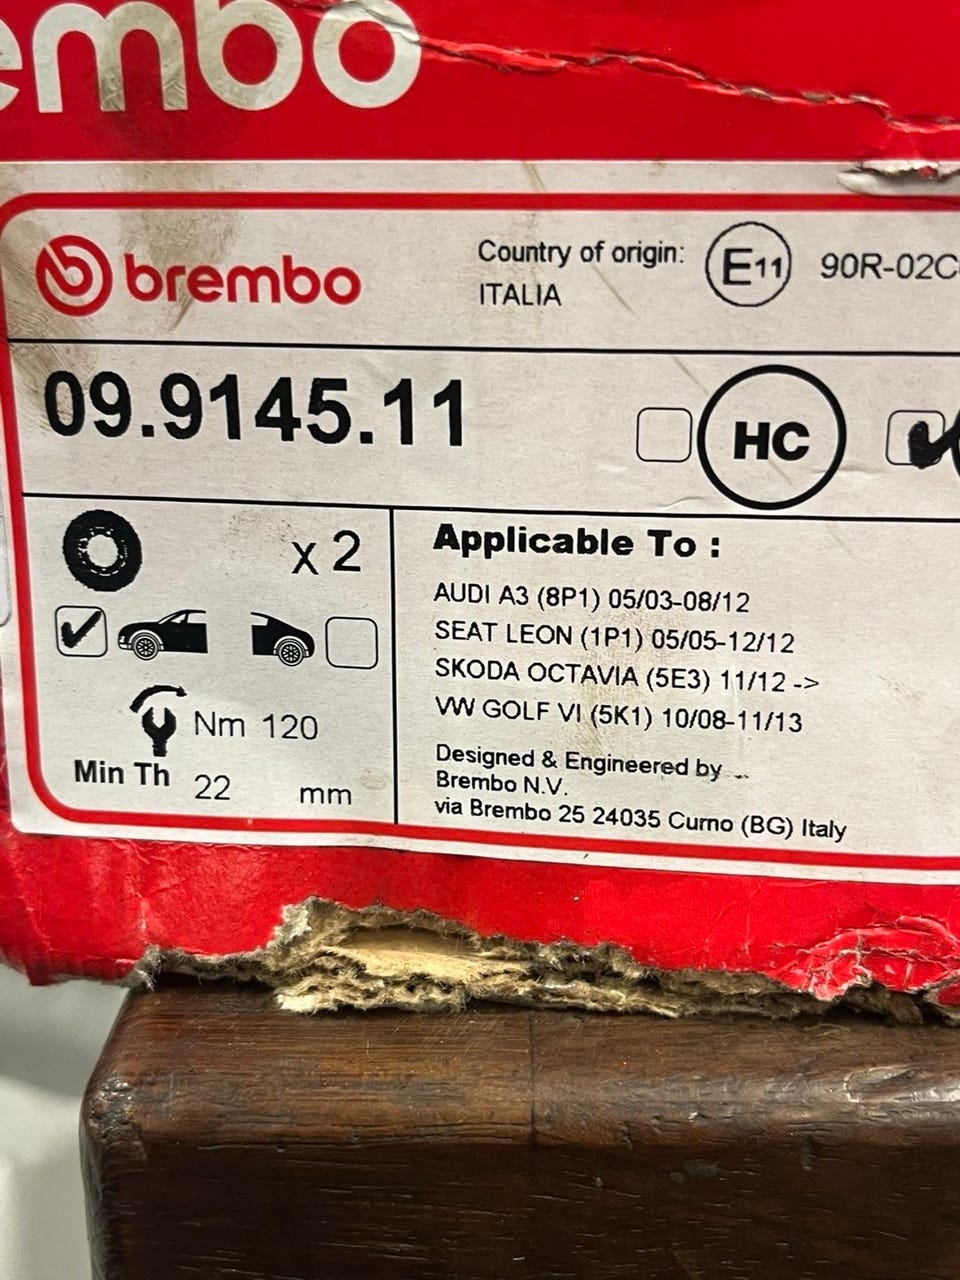 embo
brembo
Country of origin:
ITALIA
E11
90R-02C
09.9145.11
HC
x 2
Nm 120
Min Th 22 mm
Applicable To :
AUDI A3 (8P1) 05/03-08/12
SEAT LEON (1P1) 05/05-12/12
SKODA OCTAVIA (5E3) 11/12 ->
VW GOLF VI (5K1) 10/08-11/13
Designed & Engineered by
Brembo N.V.
via Brembo 25 24035 Curno (BG) Italy